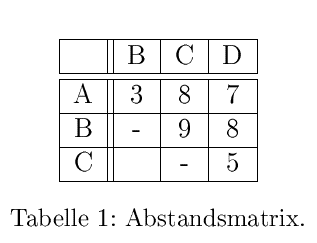 B C D
A 3 8 7
B - 9 8
C - 5
Tabelle 1: Abstandsmatrix.